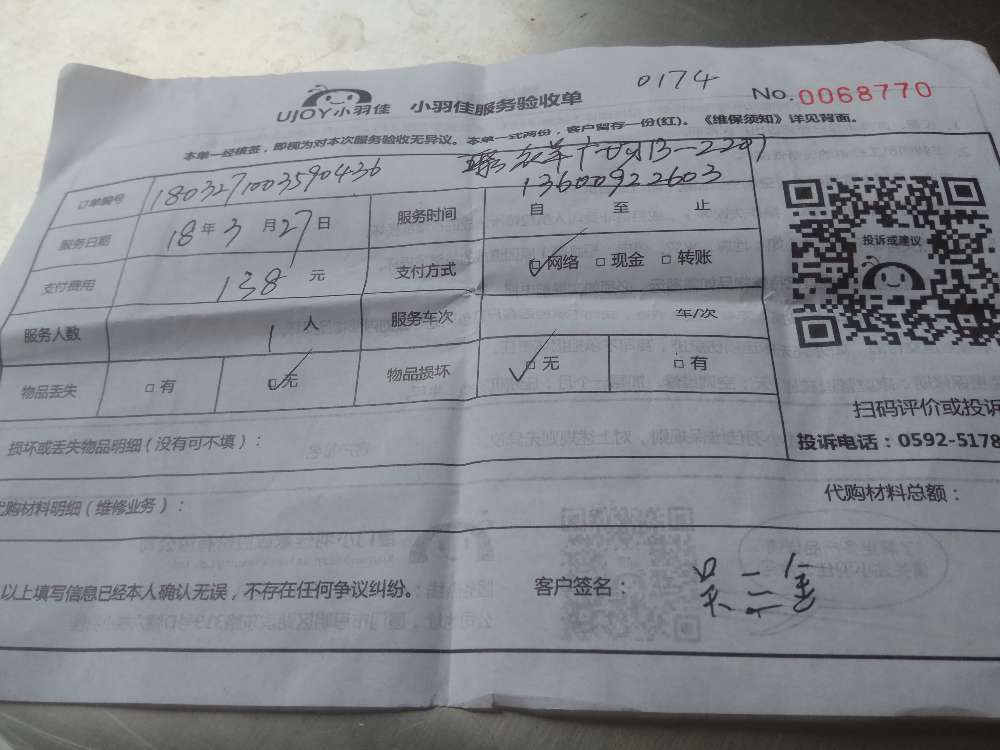 0174
UJOY小羽佳 小羽佳服务验收单 No.0068770
本单一经核签，即视为对本次服务验收无异议。本单一式两份，客户留存一份(红)。《维保须知》详见背面。
订单编号 180327003590436
13600922603
服务日期 18年3月27日 服务时间 自 至 止
支付费用 138元 支付方式 网络 现金 转账
服务人数 1人 服务车次 车/次
物品丢失 有 无 物品损坏 无 有
投诉或建议
扫码评价或投诉
投诉电话：0592-5178
损坏或丢失物品明细（没有可不填）：
代购材料明细（维修业务）： 代购材料总额：
以上填写信息已经本人确认无误，不存在任何争议纠纷。 客户签名：